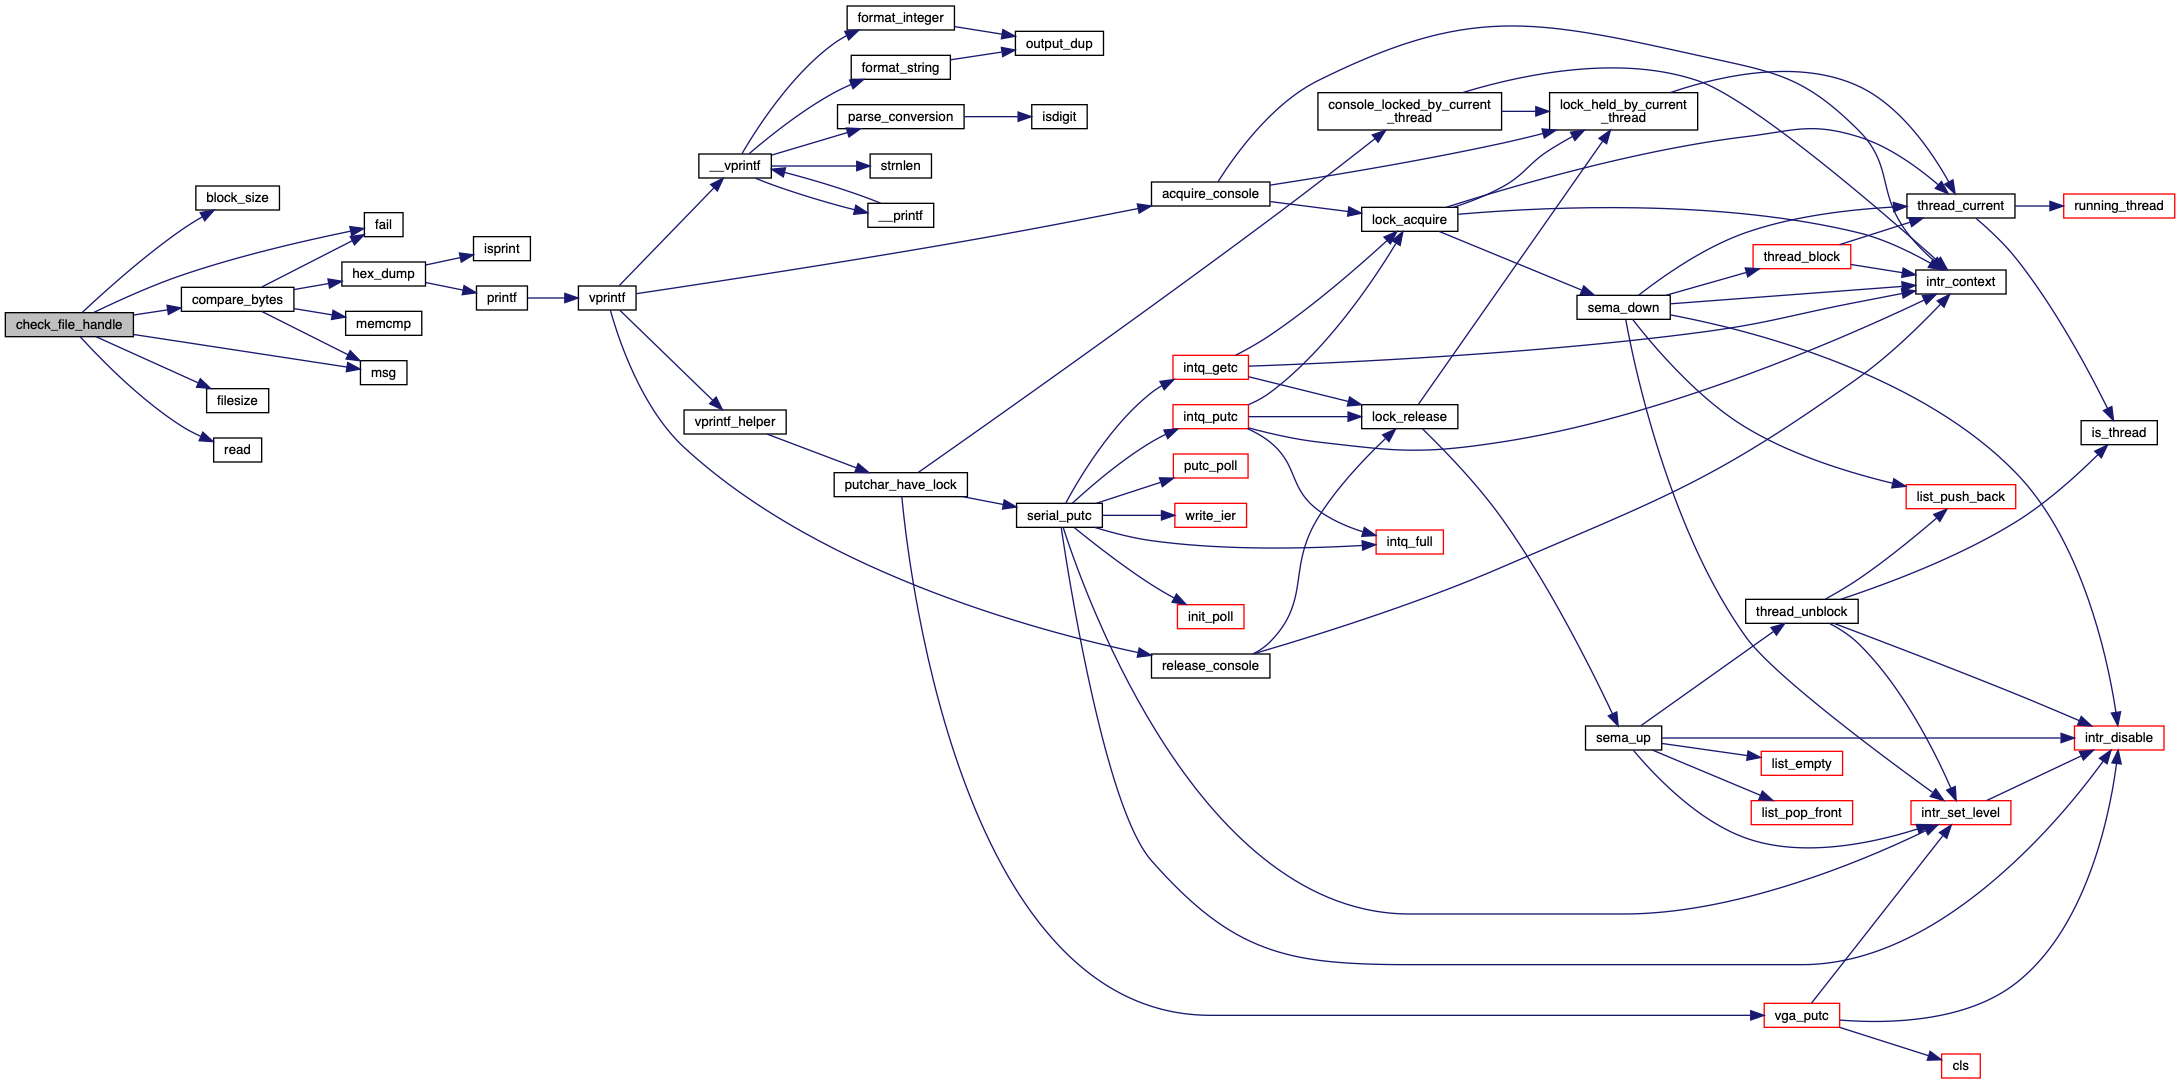 check_file_handle
block_size
fail
compare_bytes
hex_dump
memcmp
msg
filesize
read
isprint
printf
vprintf
__vprintf
format_integer
output_dup
format_string
parse_conversion
isdigit
strnlen
__printf
vprintf_helper
putchar_have_lock
acquire_console
console_locked_by_current
_thread
lock_held_by_current
_thread
lock_acquire
sema_down
thread_block
thread_current
running_thread
intr_context
is_thread
intq_getc
intq_putc
lock_release
putc_poll
serial_putc
write_ier
intq_full
init_poll
release_console
list_push_back
thread_unblock
sema_up
list_empty
list_pop_front
intr_disable
intr_set_level
vga_putc
cls